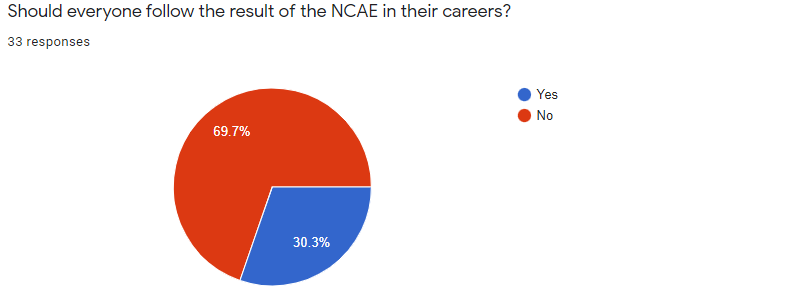 Should everyone follow the result of the NCAE in their careers?
33 responses
Yes
No
69.7%
30.3%